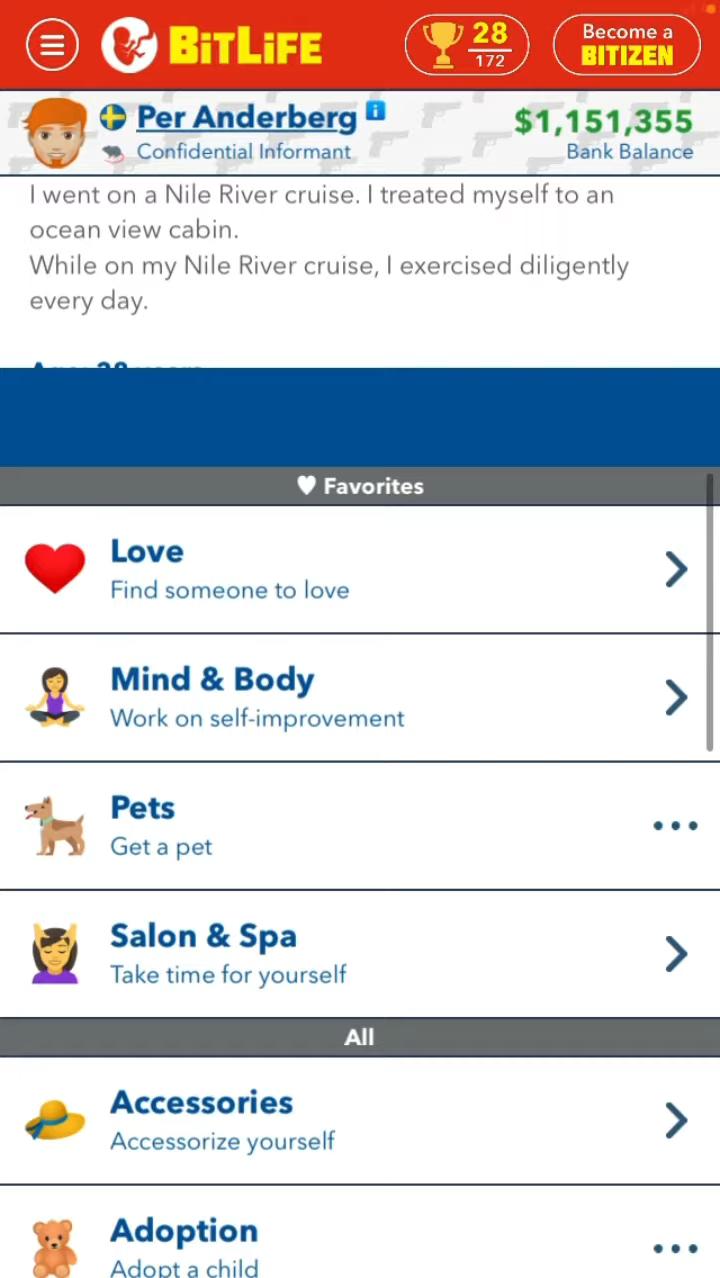 BiTLiFE
28
172
Become a
BITIZEN
Per Anderberg
$1,151,355
Confidential Informant
Bank Balance
I went on a Nile River cruise. I treated myself to an
ocean view cabin.
While on my Nile River cruise, I exercised diligently
every day.
Favorites
Love
Find someone to love
Mind & Body
Work on self-improvement
Pets
Get a pet
Salon & Spa
Take time for yourself
All
Accessories
Accessorize yourself
Adoption
Adopt a child